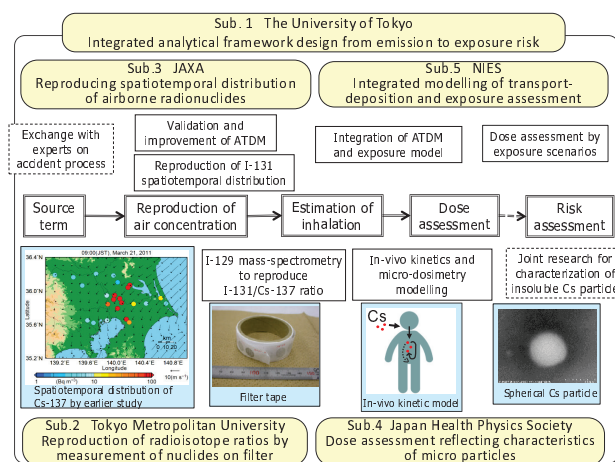 Sub. 1 The University of Tokyo
Integrated analytical framework design from emission to exposure risk
Sub.3 JAXA
Reproducing spatiotemporal distribution
of airborne radionuclides
Sub.5 NIES
Integrated modelling of transport-
deposition and exposure assessment
Exchange with
experts on
accident process
Validation and
improvement of ATDM
Reproduction of I-131
spatiotemporal distribution
Integration of ATDM
and exposure model
Dose assessment by
exposure scenarios
Source
term
Reproduction of
air concentration
Estimation of
inhalation
Dose
assessment
Risk
assessment
09:00(JST), March 21, 2011
36.4°N
36.0°N
35.6°N
35.2°N
Latitude
km
0 10 20
139.2°E 139.6°E 140.0°E 140.4°E 140.8°E
Longitude
1 (Bq m⁻³) 10 100
10(m s⁻¹)
Spatiotemporal distribution of
Cs-137 by earlier study
I-129 mass-spectrometry
to reproduce
I-131/Cs-137 ratio
Filter tape
In-vivo kinetics and
micro-dosimetry
modelling
Cs
In-vivo kinetic model
Joint research for
characterization of
insoluble Cs particle
Spherical Cs particle
Sub.2 Tokyo Metropolitan University
Reproduction of radioisotope ratios by
measurement of nuclides on filter
Sub.4 Japan Health Physics Society
Dose assessment reflecting characteristics
of micro particles